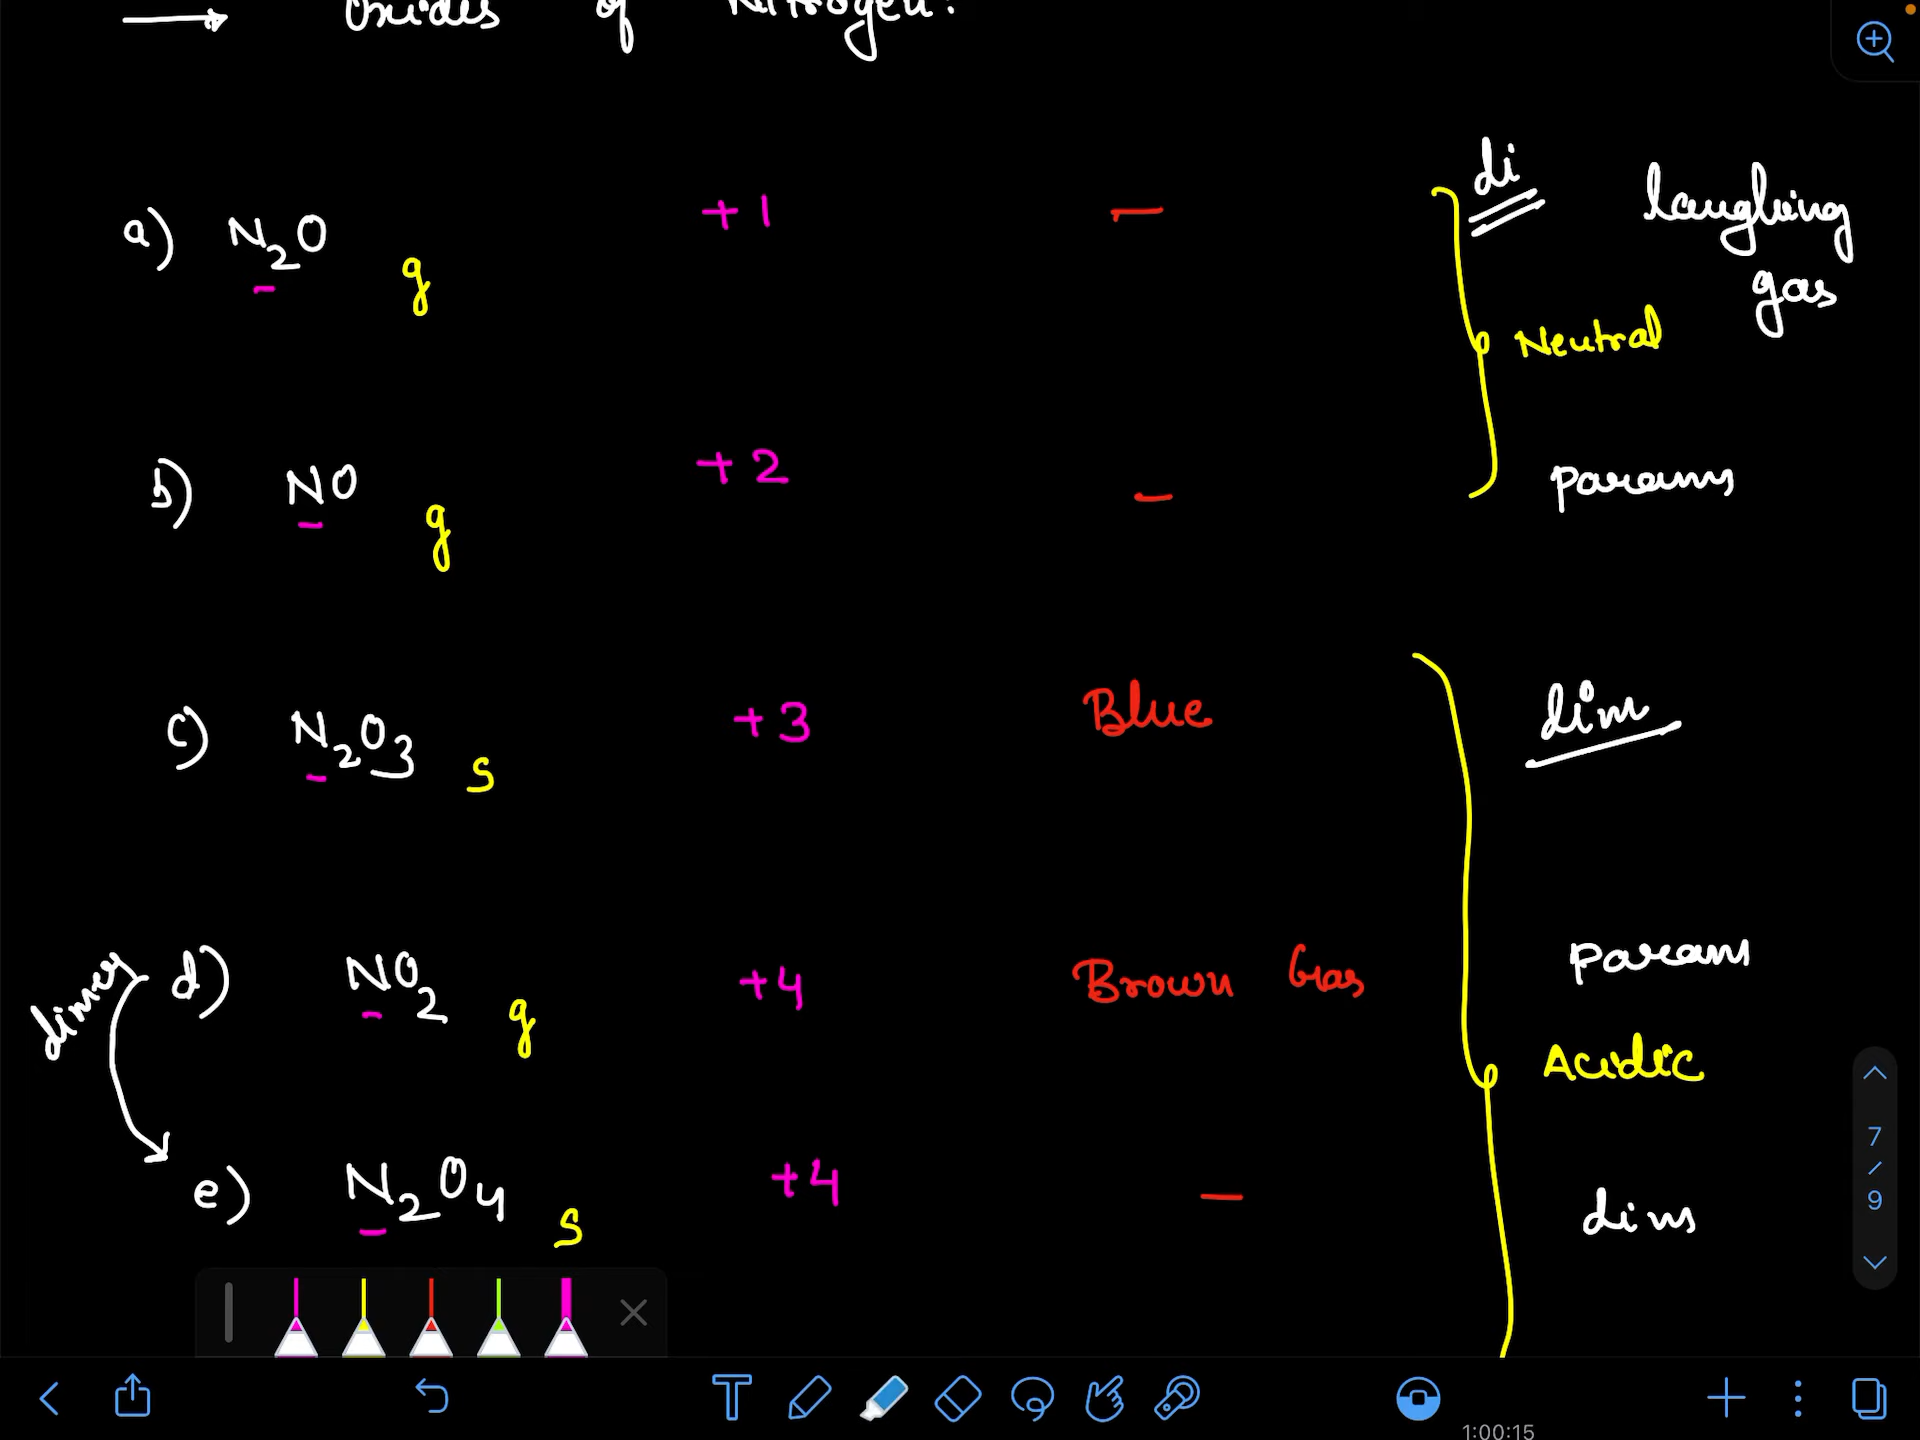 → Oxides of Nitrogen:
a) N₂O g +1 — di laughing gas
Neutral
b) NO g +2 — param
c) N₂O₃ s +3 Blue dim
dimer d) NO₂ g +4 Brown Gas param
Acidic
e) N₂O₄ s +4 — dim
7
/
9
1:00:15